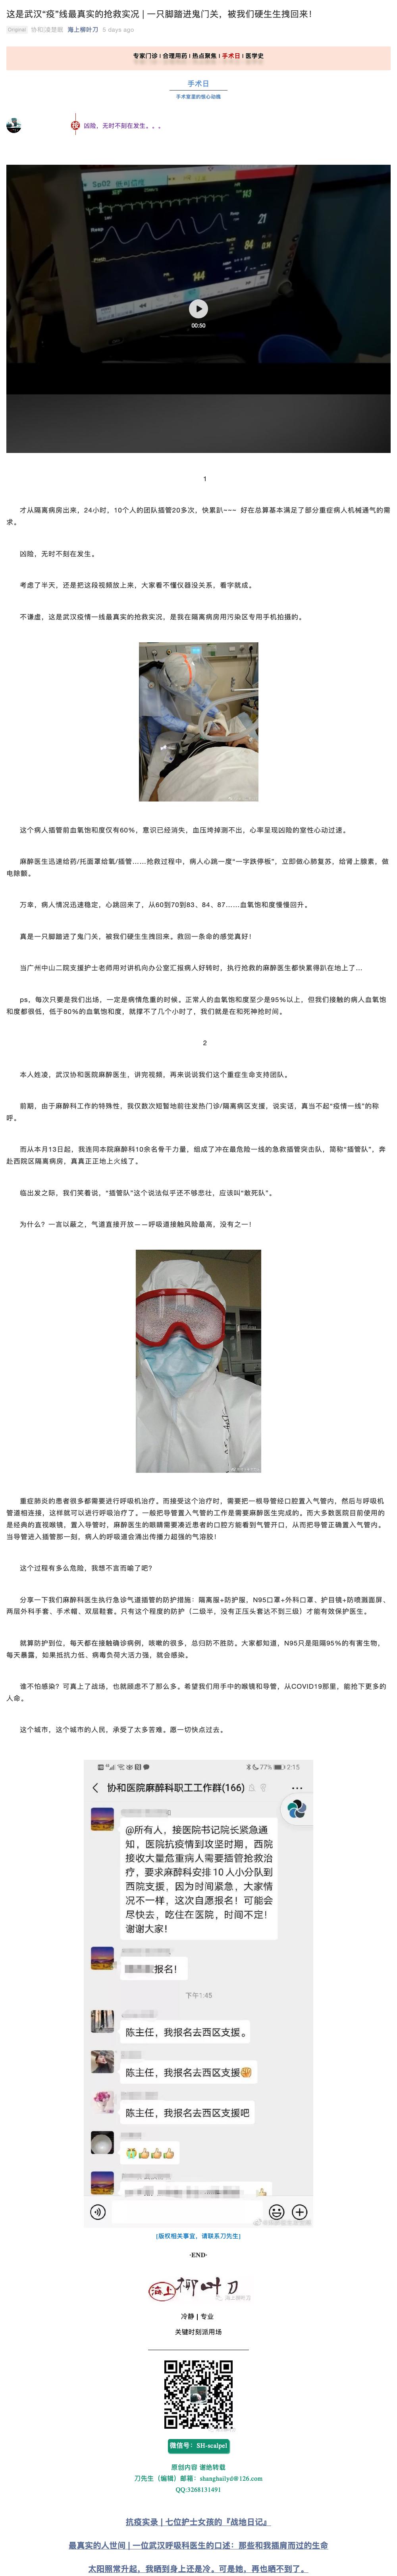 这是武汉“疫”线最真实的抢救实况 | 一只脚踏进鬼门关，被我们硬生生拽回来！
Original 海上柳叶刀 5 days ago
专家门诊 | 合理用药 | 热点聚焦 | 手术日 | 医学史
手术日
手术室里的惊心动魄
凶险，无时不刻在发生。。。
SpO2
21
84
144
00:50
1
才从隔离病房出来，24小时，10个人的团队插管20多次，快累趴~~~ 好在总算基本满足了部分重症病人机械通气的需
求。
凶险，无时不刻在发生。
考虑了半天，还是把这段视频放上来，大家看不懂仪器没关系，看字就成。
不谦虚，这是武汉疫情一线最真实的抢救实况，是我在隔离病房用污染区专用手机拍摄的。
这个病人插管前血氧饱和度仅有60%，意识已经消失，血压垮掉测不出，心率呈现凶险的室性心动过速。
麻醉医生迅速给药/托面罩给氧/插管……抢救过程中，病人心跳一度“一字跌停板”，立即做心肺复苏，给肾上腺素，做
电除颤。
万幸，病人情况迅速稳定，心跳回来了，从60到70到83、84、87……血氧饱和度慢慢回升。
真是一只脚踏进了鬼门关，被我们硬生生拽回来。救回一条命的感觉真好！
当广州中山二院支援护士老师用对讲机向办公室汇报病人好转时，执行抢救的麻醉医生都快累得趴在地上了…
ps，每次只要是我们出场，一定是病情危重的时候。正常人的血氧饱和度至少是95%以上，但我们接触的病人血氧饱
和度都很低，低于80%的血氧饱和度，就撑不了几个小时了，我们就是在和死神抢时间。
2
本人姓凌，武汉协和医院麻醉医生，讲完视频，再来说说我们这个重症生命支持团队。
前期，由于麻醉科工作的特殊性，我仅数次短暂地前往发热门诊/隔离病区支援，说实话，真当不起“疫情一线”的称
呼。
而从本月13日起，我连同本院麻醉科10余名骨干力量，组成了冲在最危险一线的急救插管突击队，简称“插管队”，奔
赴西院区隔离病房，真真正正地上火线了。
临出发之际，我们笑着说，“插管队”这个说法似乎还不够悲壮，应该叫“敢死队”。
为什么？一言以蔽之，气道直接开放——呼吸道接触风险最高，没有之一！
重症肺炎的患者很多都需要进行呼吸机治疗。而接受这个治疗时，需要把一根导管经口腔置入气管内，然后与呼吸机
管道相连接，这样就可以进行呼吸治疗了。一般把导管置入气管的工作是需要麻醉医生完成的。而大多数医院目前使用的
是经典的直视喉镜，置入导管时，麻醉医生的眼睛需要凑近患者的口腔方能看到气管开口，从而把导管正确置入气管内。
当导管进入插管那一刻，病人的呼吸道会涌出传播力超强的气溶胶！
这个过程有多么危险，我想不言而喻了吧？
分享一下我们麻醉科医生执行急诊气道插管的防护措施：隔离服+防护服，N95口罩+外科口罩、护目镜+防喷溅面屏、
两层外科手套、手术帽、双层鞋套。只有这个程度的防护（二级半，没有正压头套达不到三级）才能有效保护医生。
就算防护到位，每天都在接触确诊病例，咳嗽的很多，总归防不胜防。大家都知道，N95只是阻隔95%的有害生物，
每天暴露，如果抵抗力低、病毒负荷大活力强，就会感染。
谁不怕感染？可真上了战场，也就顾虑不了那么多。希望我们用手中的喉镜和导管，从COVID19那里，能抢下更多的
人命。
这个城市，这个城市的人民，承受了太多苦难。愿一切快点过去。
77% 2:15
协和医院麻醉科职工工作群(166)
@所有人，按医院书记院长紧急通
知，医院抗疫情到攻坚时期，西院
接收大量危重病人需要插管抢救治
疗，要求麻醉科安排10人小分队到
西院支援，因为时间紧急，大家情
况不一样，这次自愿报名！可能会
尽快去，吃住在医院，时间不定！
谢谢大家！
报名！
下午1:45
陈主任，我报名去西区支援。
陈主任，我报名去西区支援
陈主任，我报名去西区支援吧
[版权相关事宜，请联系刀先生]
·END·
海上柳叶刀
海上柳叶刀
冷静 | 专业
关键时刻派用场
微信号：SH-scalpel
原创内容 谢绝转载
刀先生（编辑）邮箱：shanghailyd@126.com
QQ:3268131491
抗疫实录 | 七位护士女孩的『战地日记』
最真实的人世间 | 一位武汉呼吸科医生的口述：那些和我插肩而过的生命
太阳照常升起，我晒到身上还是冷。可是她，再也晒不到了。